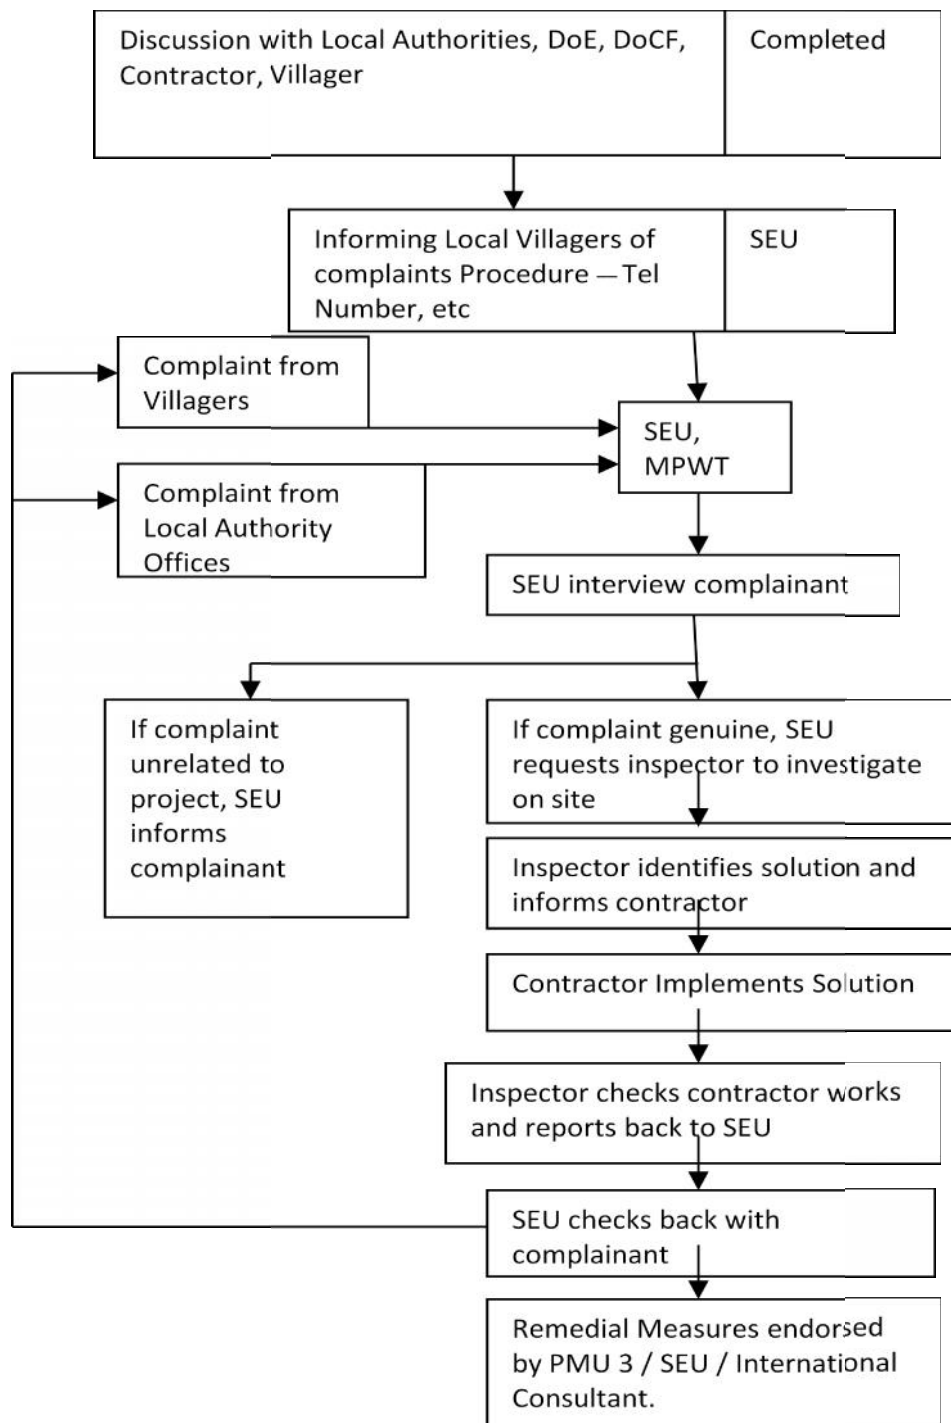 Discussion with Local Authorities, DoE, DoCF,
Contractor, Villager
Completed
Informing Local Villagers of
complaints Procedure — Tel
Number, etc
SEU
Complaint from
Villagers
SEU,
MPWT
Complaint from
Local Authority
Offices
SEU interview complainant
If complaint
unrelated to
project, SEU
informs
complainant
If complaint genuine, SEU
requests inspector to investigate
on site
Inspector identifies solution and
informs contractor
Contractor Implements Solution
Inspector checks contractor works
and reports back to SEU
SEU checks back with
complainant
Remedial Measures endorsed
by PMU 3 / SEU / International
Consultant.